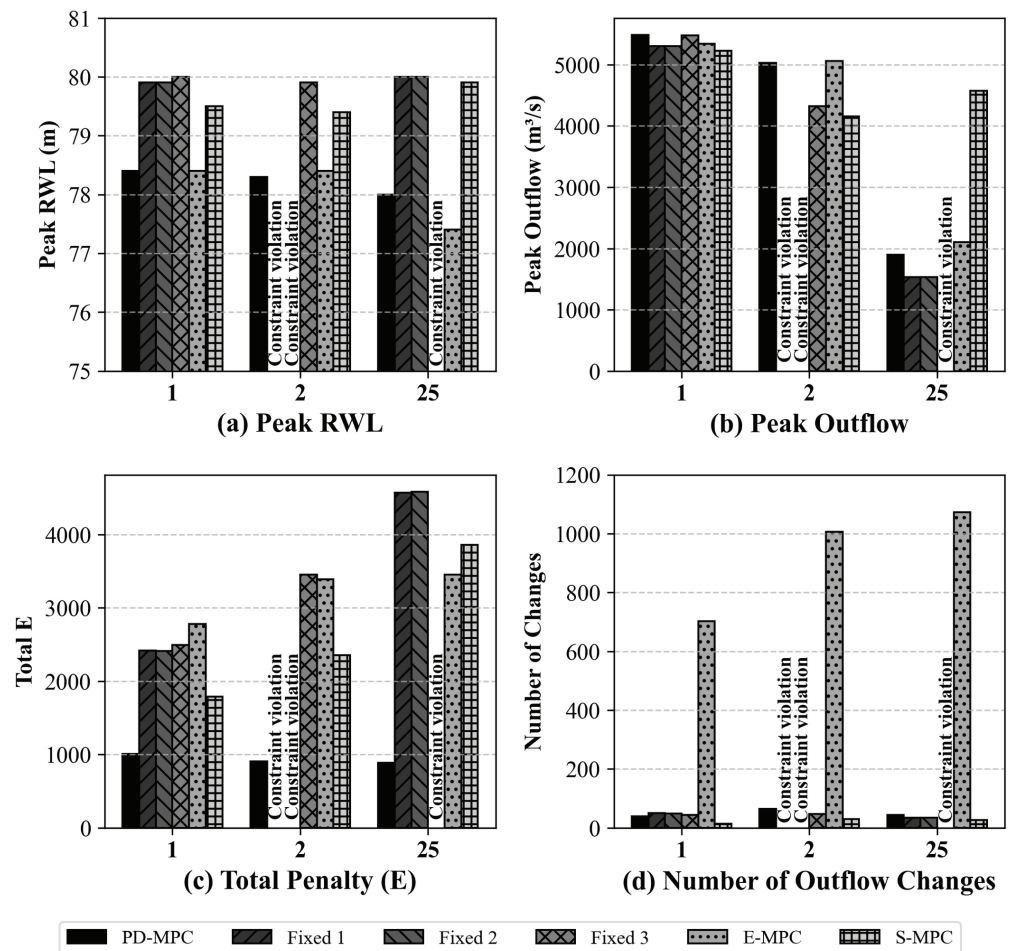 81
80
79
78
77
76
75
Peak RWL (m)
Constraint violation
Constraint violation
Constraint violation
1
2
25
(a) Peak RWL
5000
4000
3000
2000
1000
0
Peak Outflow (m³/s)
Constraint violation
Constraint violation
Constraint violation
1
2
25
(b) Peak Outflow
4000
3000
2000
1000
0
Total E
Constraint violation
Constraint violation
Constraint violation
1
2
25
(c) Total Penalty (E)
1200
1000
800
600
400
200
0
Number of Changes
Constraint violation
Constraint violation
Constraint violation
1
2
25
(d) Number of Outflow Changes
PD-MPC
Fixed 1
Fixed 2
Fixed 3
E-MPC
S-MPC